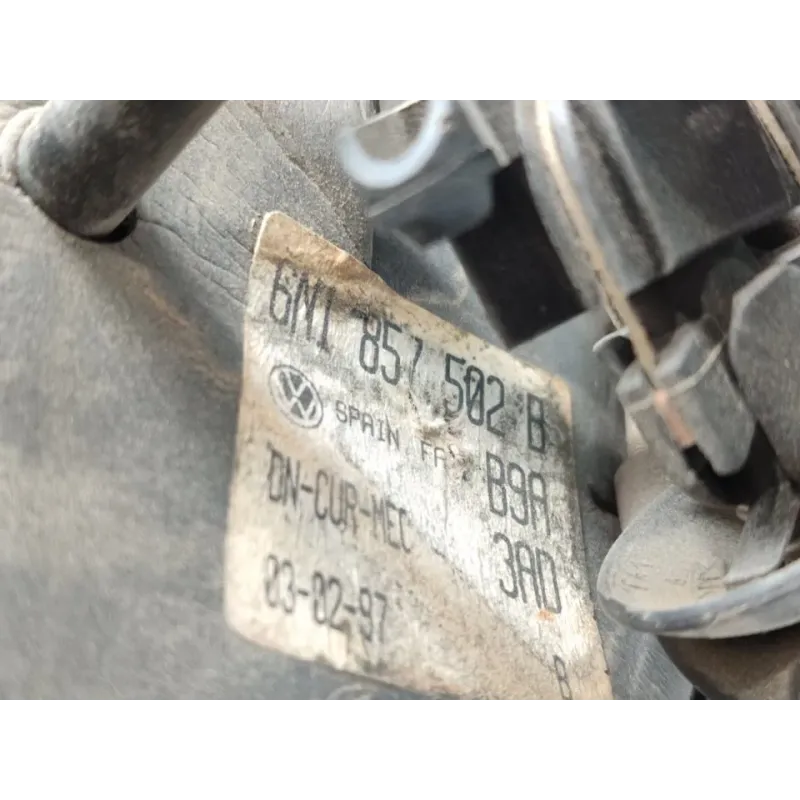 6N1 857 502 B
SPAIN B9A
DN-CUR-MEC 3AD
03-02-97